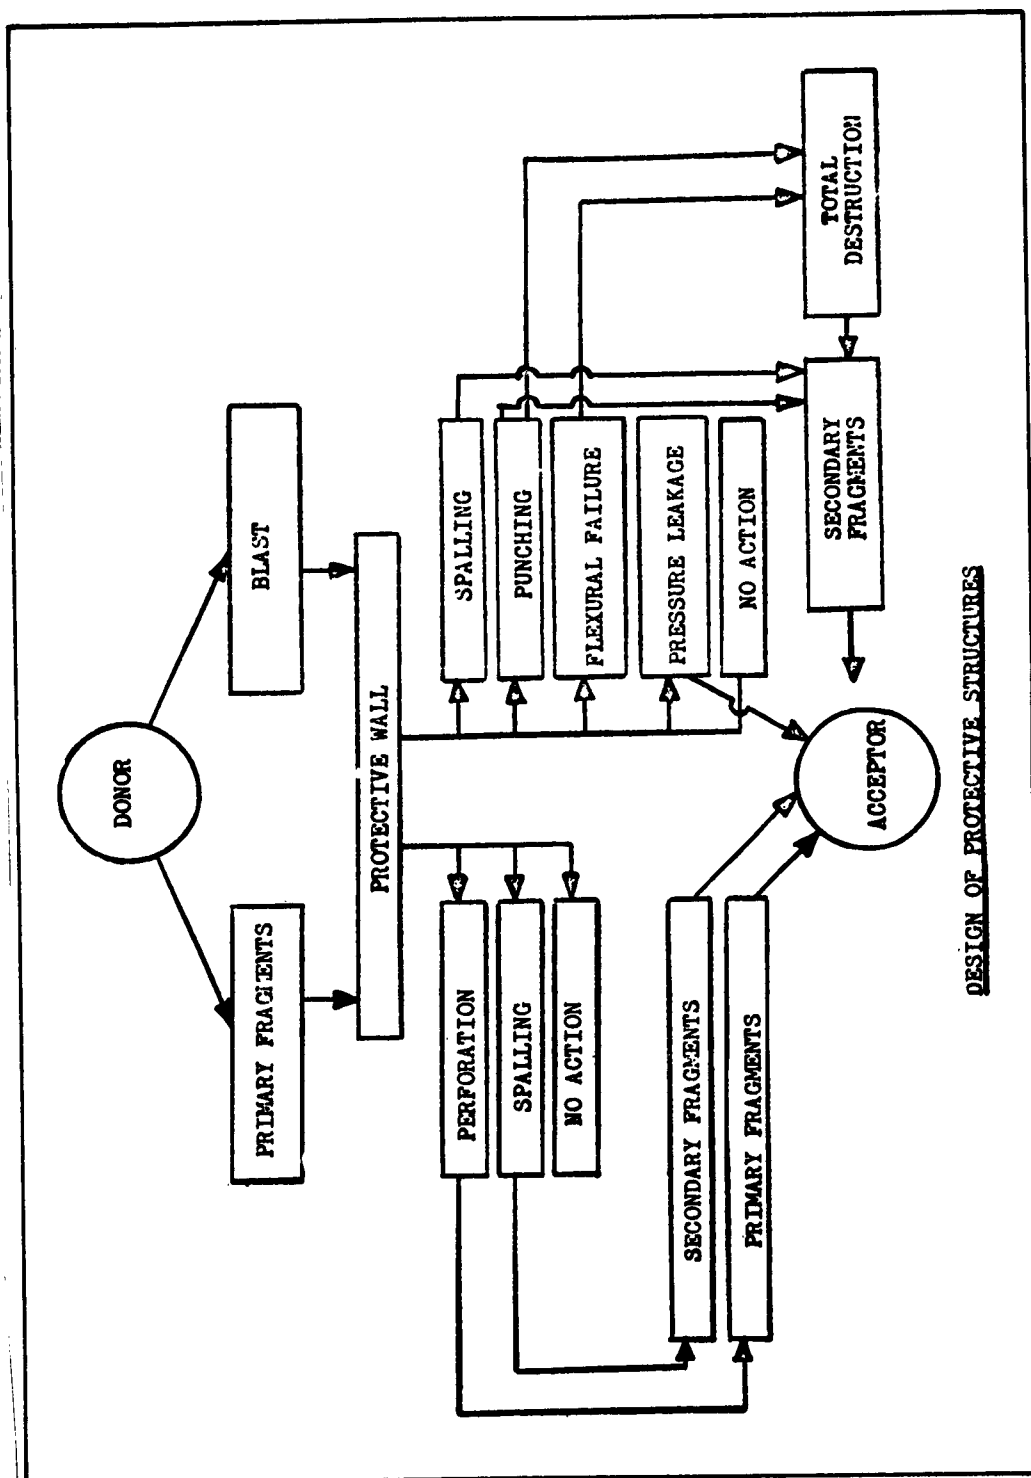 DONOR
PRIMARY FRAGMENTS
BLAST
PROTECTIVE WALL
PERFORATION
SPALLING
NO ACTION
SPALLING
PUNCHING
FLEXURAL FAILURE
PRESSURE LEAKAGE
NO ACTION
SECONDARY FRAGMENTS
PRIMARY FRAGMENTS
ACCEPTOR
SECONDARY
FRAGMENTS
TOTAL
DESTRUCTION
DESIGN OF PROTECTIVE STRUCTURES